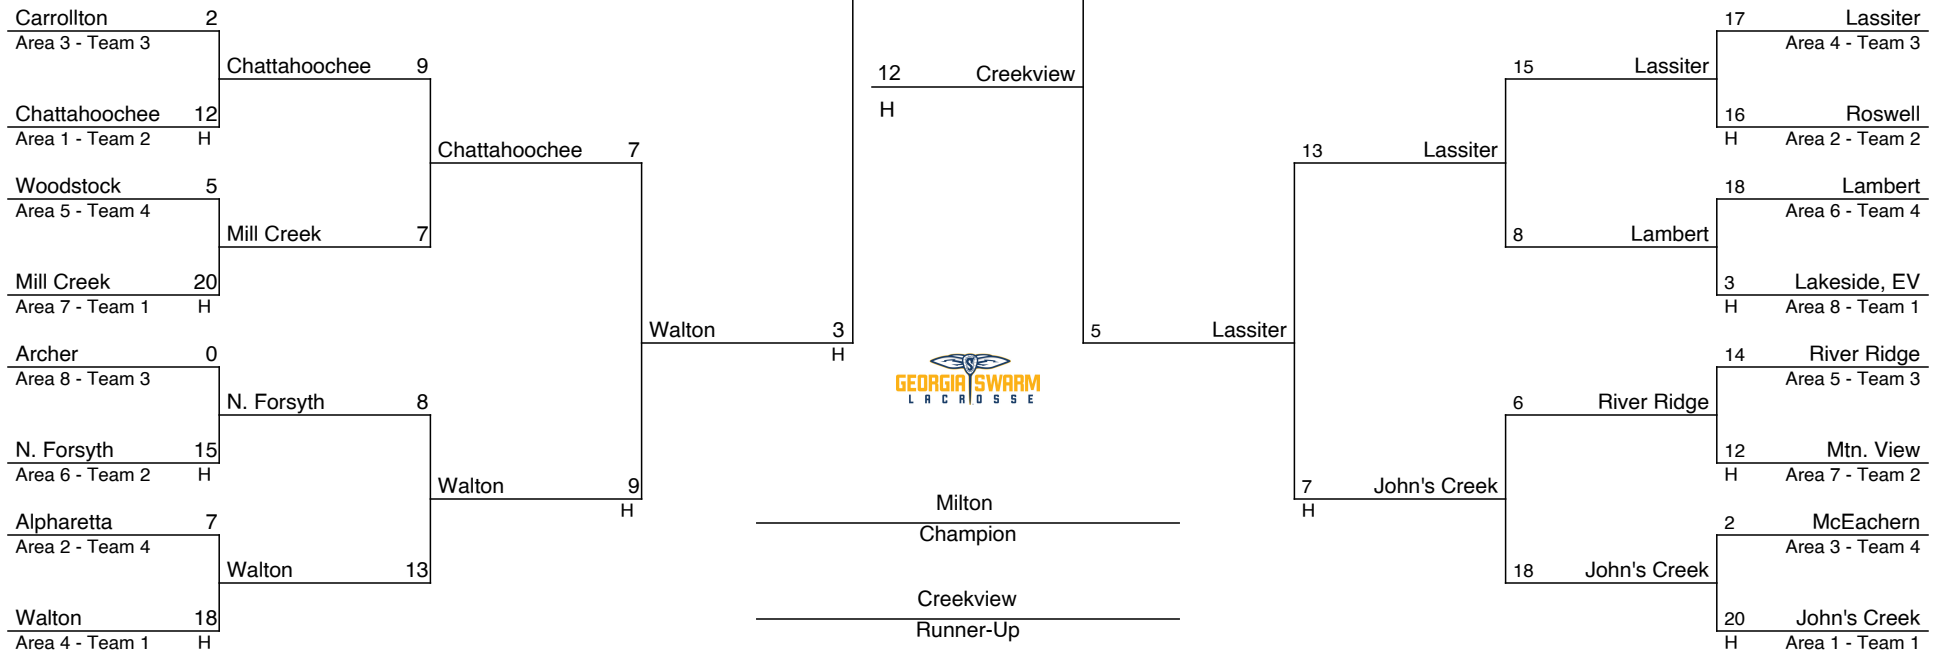 Carrollton 2
Area 3 - Team 3
Chattahoochee 9
Chattahoochee 12
Area 1 - Team 2 H
Chattahoochee 7
Woodstock 5
Area 5 - Team 4
Mill Creek 7
Mill Creek 20
Area 7 - Team 1 H
Walton 3
H
Archer 0
Area 8 - Team 3
N. Forsyth 8
N. Forsyth 15
Area 6 - Team 2 H
Walton 9
H
Alpharetta 7
Area 2 - Team 4
Walton 13
Walton 18
Area 4 - Team 1 H
12 Creekview
H
GEORGIA SWARM
LACROSSE
Milton
Champion
Creekview
Runner-Up
17 Lassiter
Area 4 - Team 3
15 Lassiter
16 Roswell
H Area 2 - Team 2
13 Lassiter
18 Lambert
Area 6 - Team 4
8 Lambert
3 Lakeside, EV
H Area 8 - Team 1
5 Lassiter
14 River Ridge
Area 5 - Team 3
6 River Ridge
12 Mtn. View
H Area 7 - Team 2
7 John's Creek
H
2 McEachern
Area 3 - Team 4
18 John's Creek
20 John's Creek
H Area 1 - Team 1